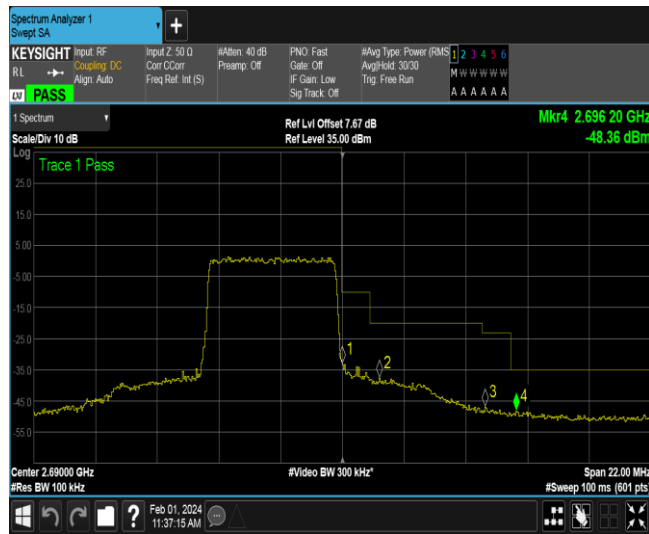 Spectrum Analyzer 1
Swept SA
KEYSIGHT
RL
LXI PASS
Input: RF
Coupling: DC
Align: Auto
Input Z: 50 Ω
Corr CCorr
Freq Ref: Int (S)
#Atten: 40 dB
Preamp: Off
PNO: Fast
Gate: Off
IF Gain: Low
Sig Track: Off
#Avg Type: Power (RMS
Avg|Hold: 30/30
Trig: Free Run
1 2 3 4 5 6
M W W W W W
A A A A A A
1 Spectrum
Scale/Div 10 dB
Ref Lvl Offset 7.67 dB
Ref Level 35.00 dBm
Mkr4 2.696 20 GHz
-48.36 dBm
Log
Trace 1 Pass
25.0
15.0
5.00
-5.00
-15.0
-25.0
-35.0
-45.0
-55.0
1
2
3
4
Center 2.69000 GHz
#Res BW 100 kHz
#Video BW 300 kHz*
Span 22.00 MHz
#Sweep 100 ms (601 pts)
?
Feb 01, 2024
11:37:15 AM